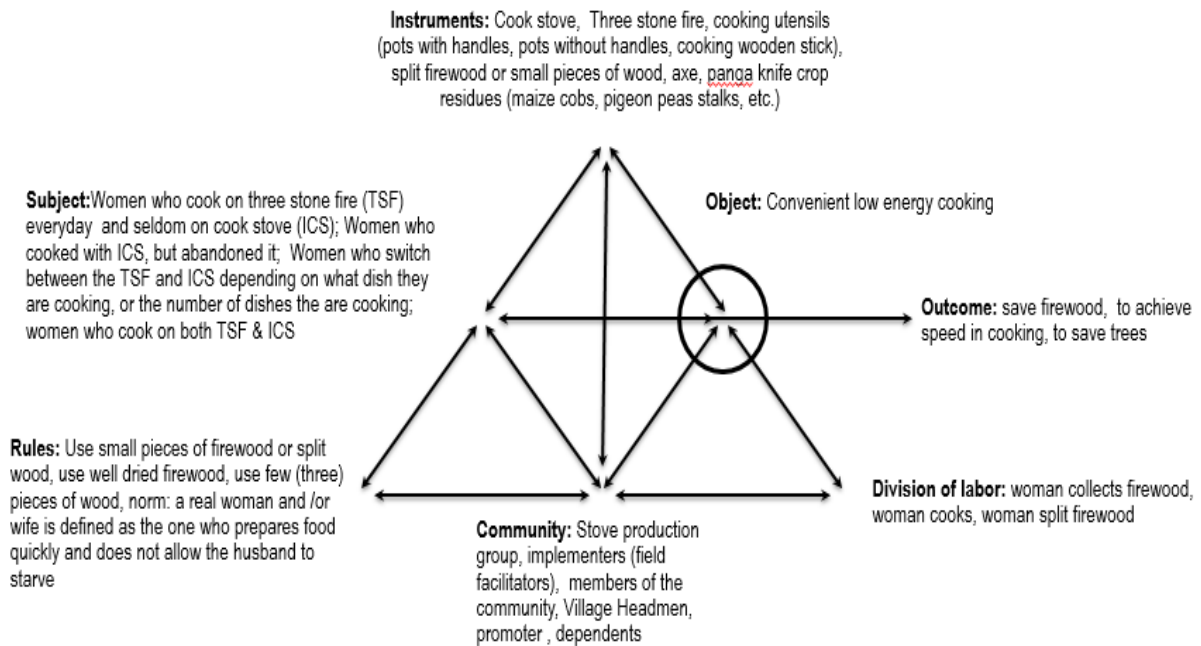 Instruments: Cook stove, Three stone fire, cooking utensils
(pots with handles, pots without handles, cooking wooden stick),
split firewood or small pieces of wood, axe, panga knife crop
residues (maize cobs, pigeon peas stalks, etc.)
Subject:Women who cook on three stone fire (TSF)
everyday and seldom on cook stove (ICS); Women who
cooked with ICS, but abandoned it; Women who switch
between the TSF and ICS depending on what dish they
are cooking, or the number of dishes the are cooking;
women who cook on both TSF & ICS
Object: Convenient low energy cooking
Outcome: save firewood, to achieve
speed in cooking, to save trees
Rules: Use small pieces of firewood or split
wood, use well dried firewood, use few (three)
pieces of wood, norm: a real woman and /or
wife is defined as the one who prepares food
quickly and does not allow the husband to
starve
Community: Stove production
group, implementers (field
facilitators), members of the
community, Village Headmen,
promoter , dependents
Division of labor: woman collects firewood,
woman cooks, woman split firewood